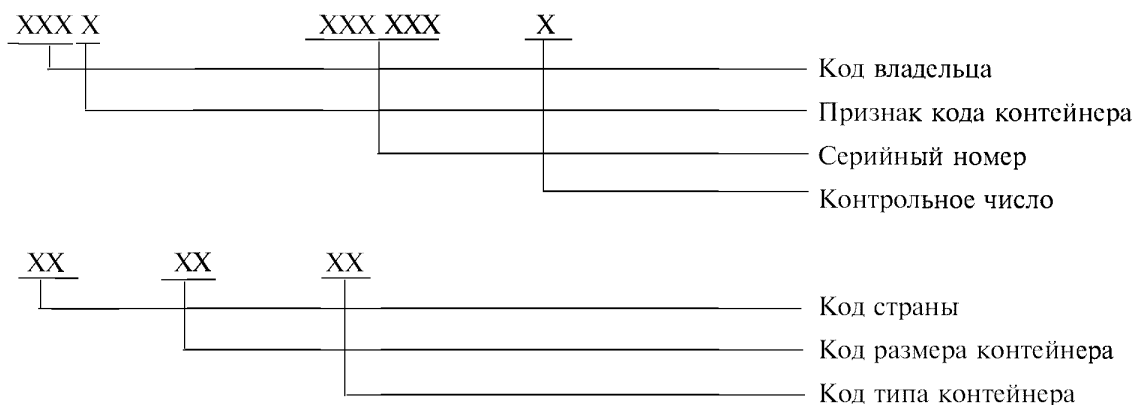 XXX X XXX XXX X
Код владельца
Признак кода контейнера
Серийный номер
Контрольное число
XX XX XX
Код страны
Код размера контейнера
Код типа контейнера